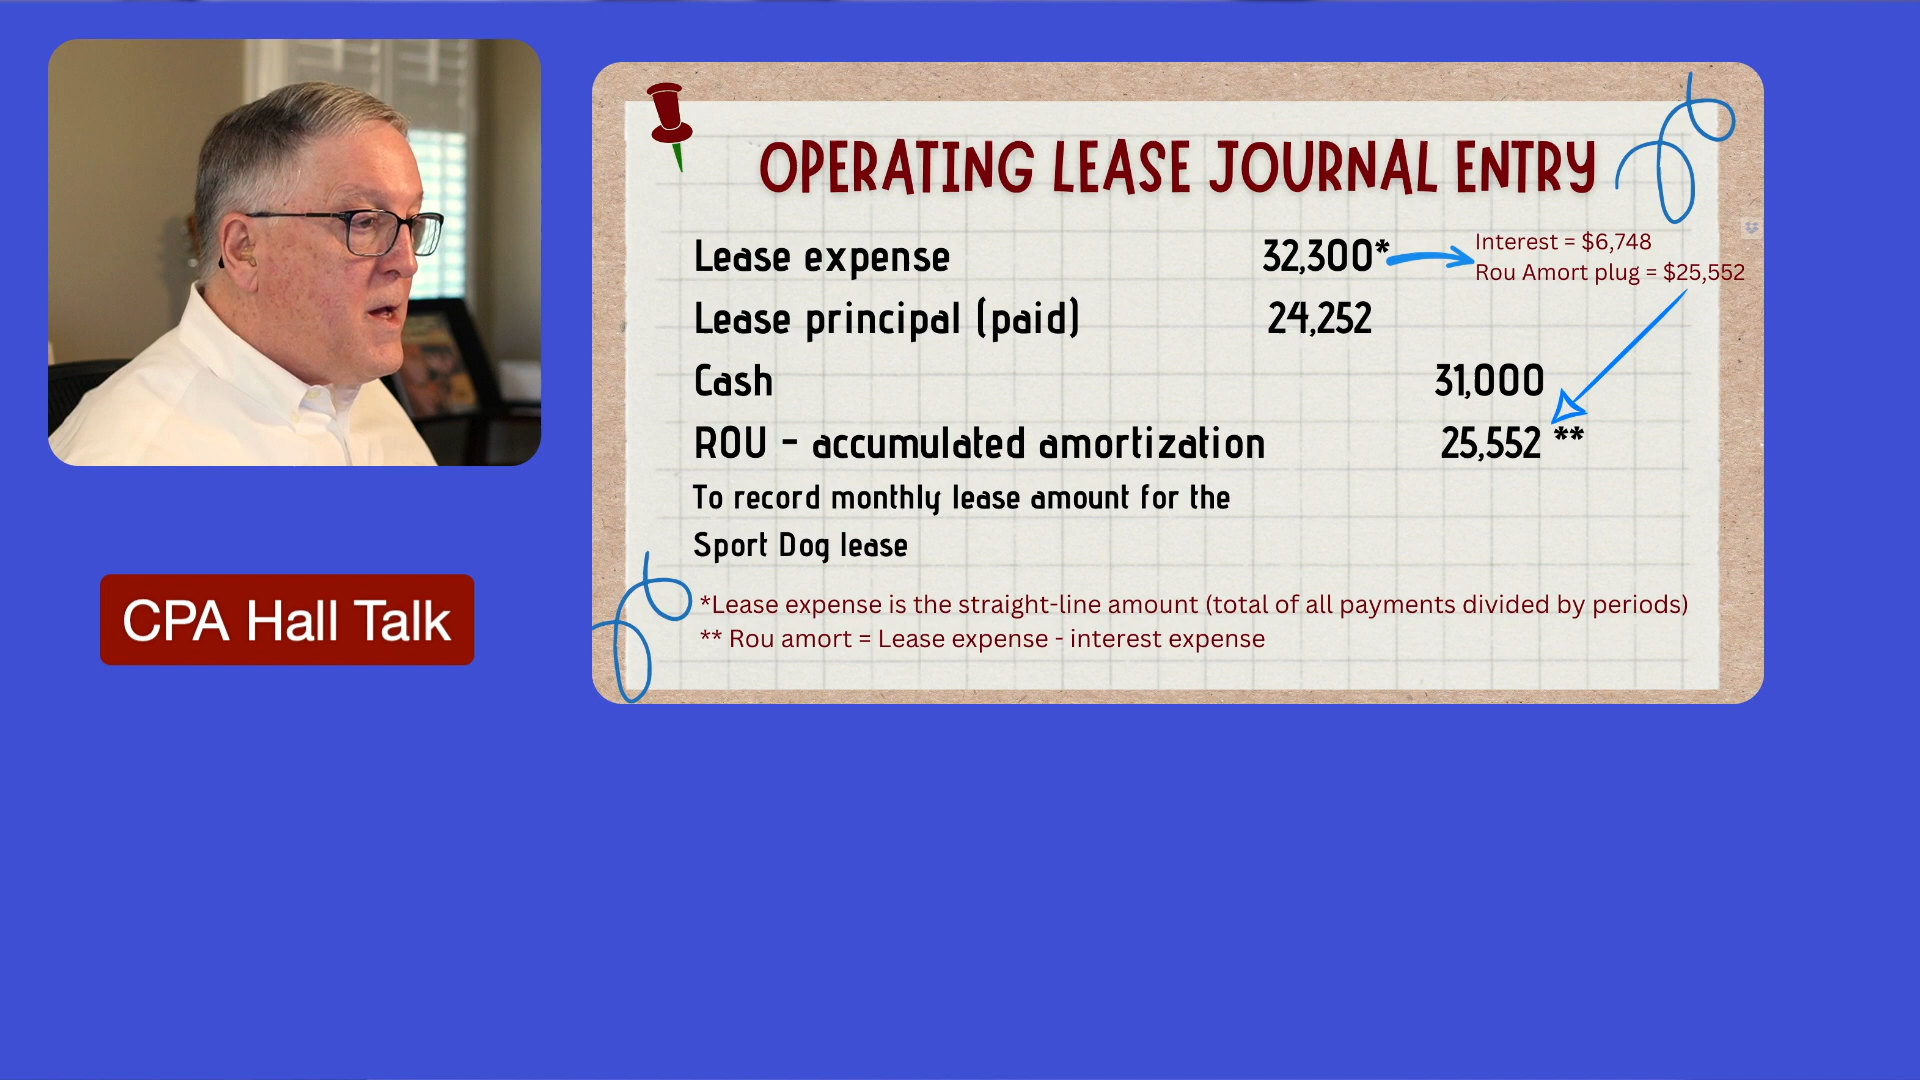 OPERATING LEASE JOURNAL ENTRY
Lease expense 32,300*
Interest = $6,748
Rou Amort plug = $25,552
Lease principal (paid) 24,252
Cash 31,000
ROU - accumulated amortization 25,552 **
To record monthly lease amount for the
Sport Dog lease
*Lease expense is the straight-line amount (total of all payments divided by periods)
** Rou amort = Lease expense - interest expense
CPA Hall Talk